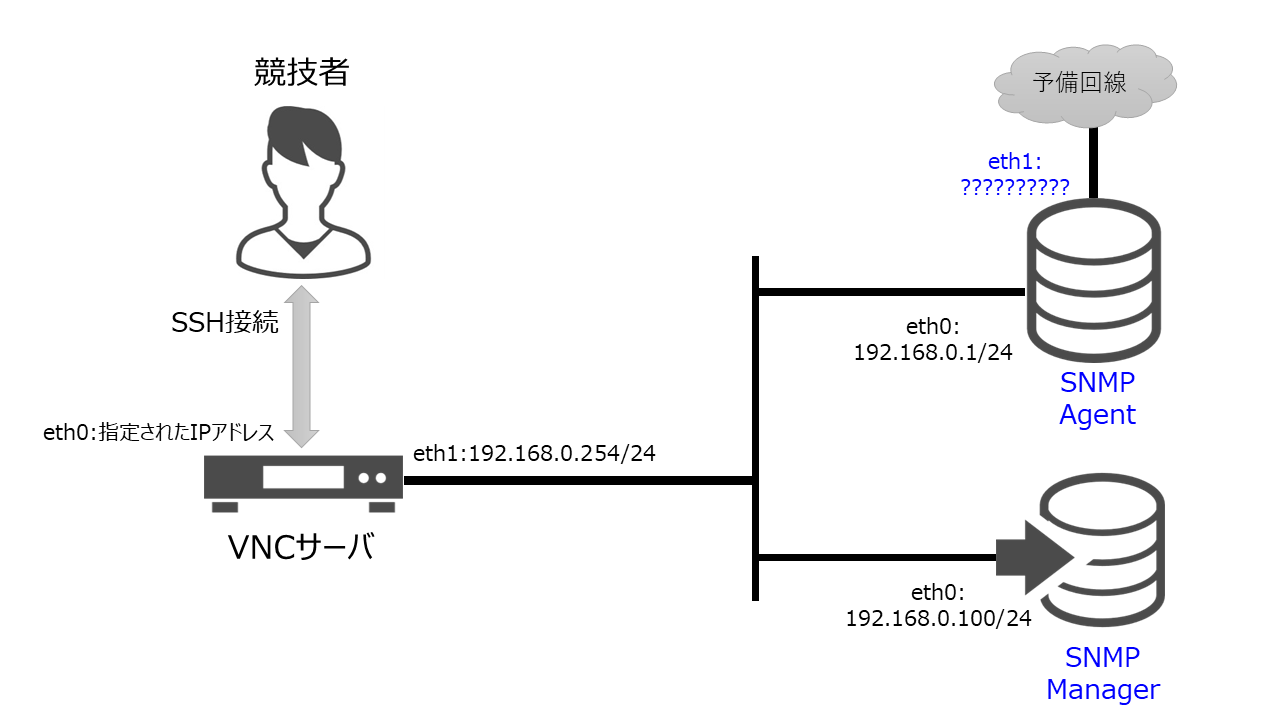 競技者
SSH接続
eth0:指定されたIPアドレス
VNCサーバ
eth1:192.168.0.254/24
予備回線
eth1:
??????????
eth0:
192.168.0.1/24
SNMP
Agent
eth0:
192.168.0.100/24
SNMP
Manager